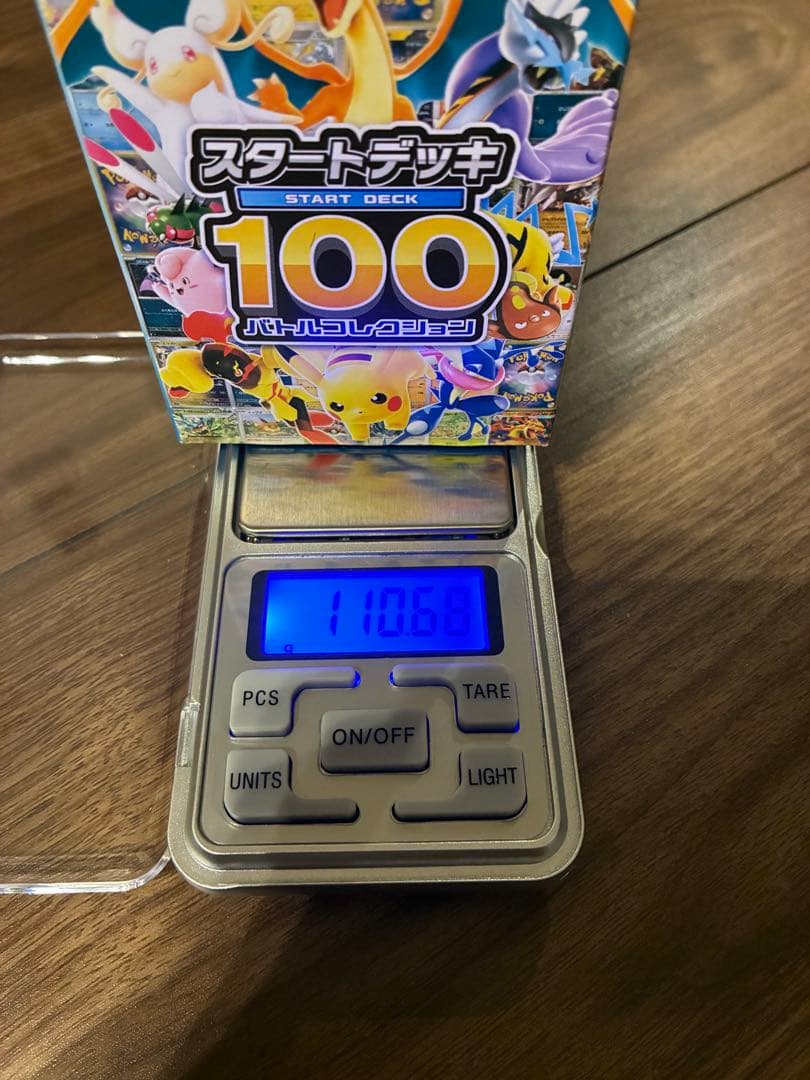 スタートデッキ
START DECK
100
バトルコレクション
110.68
g
PCS
TARE
ON/OFF
UNITS
LIGHT